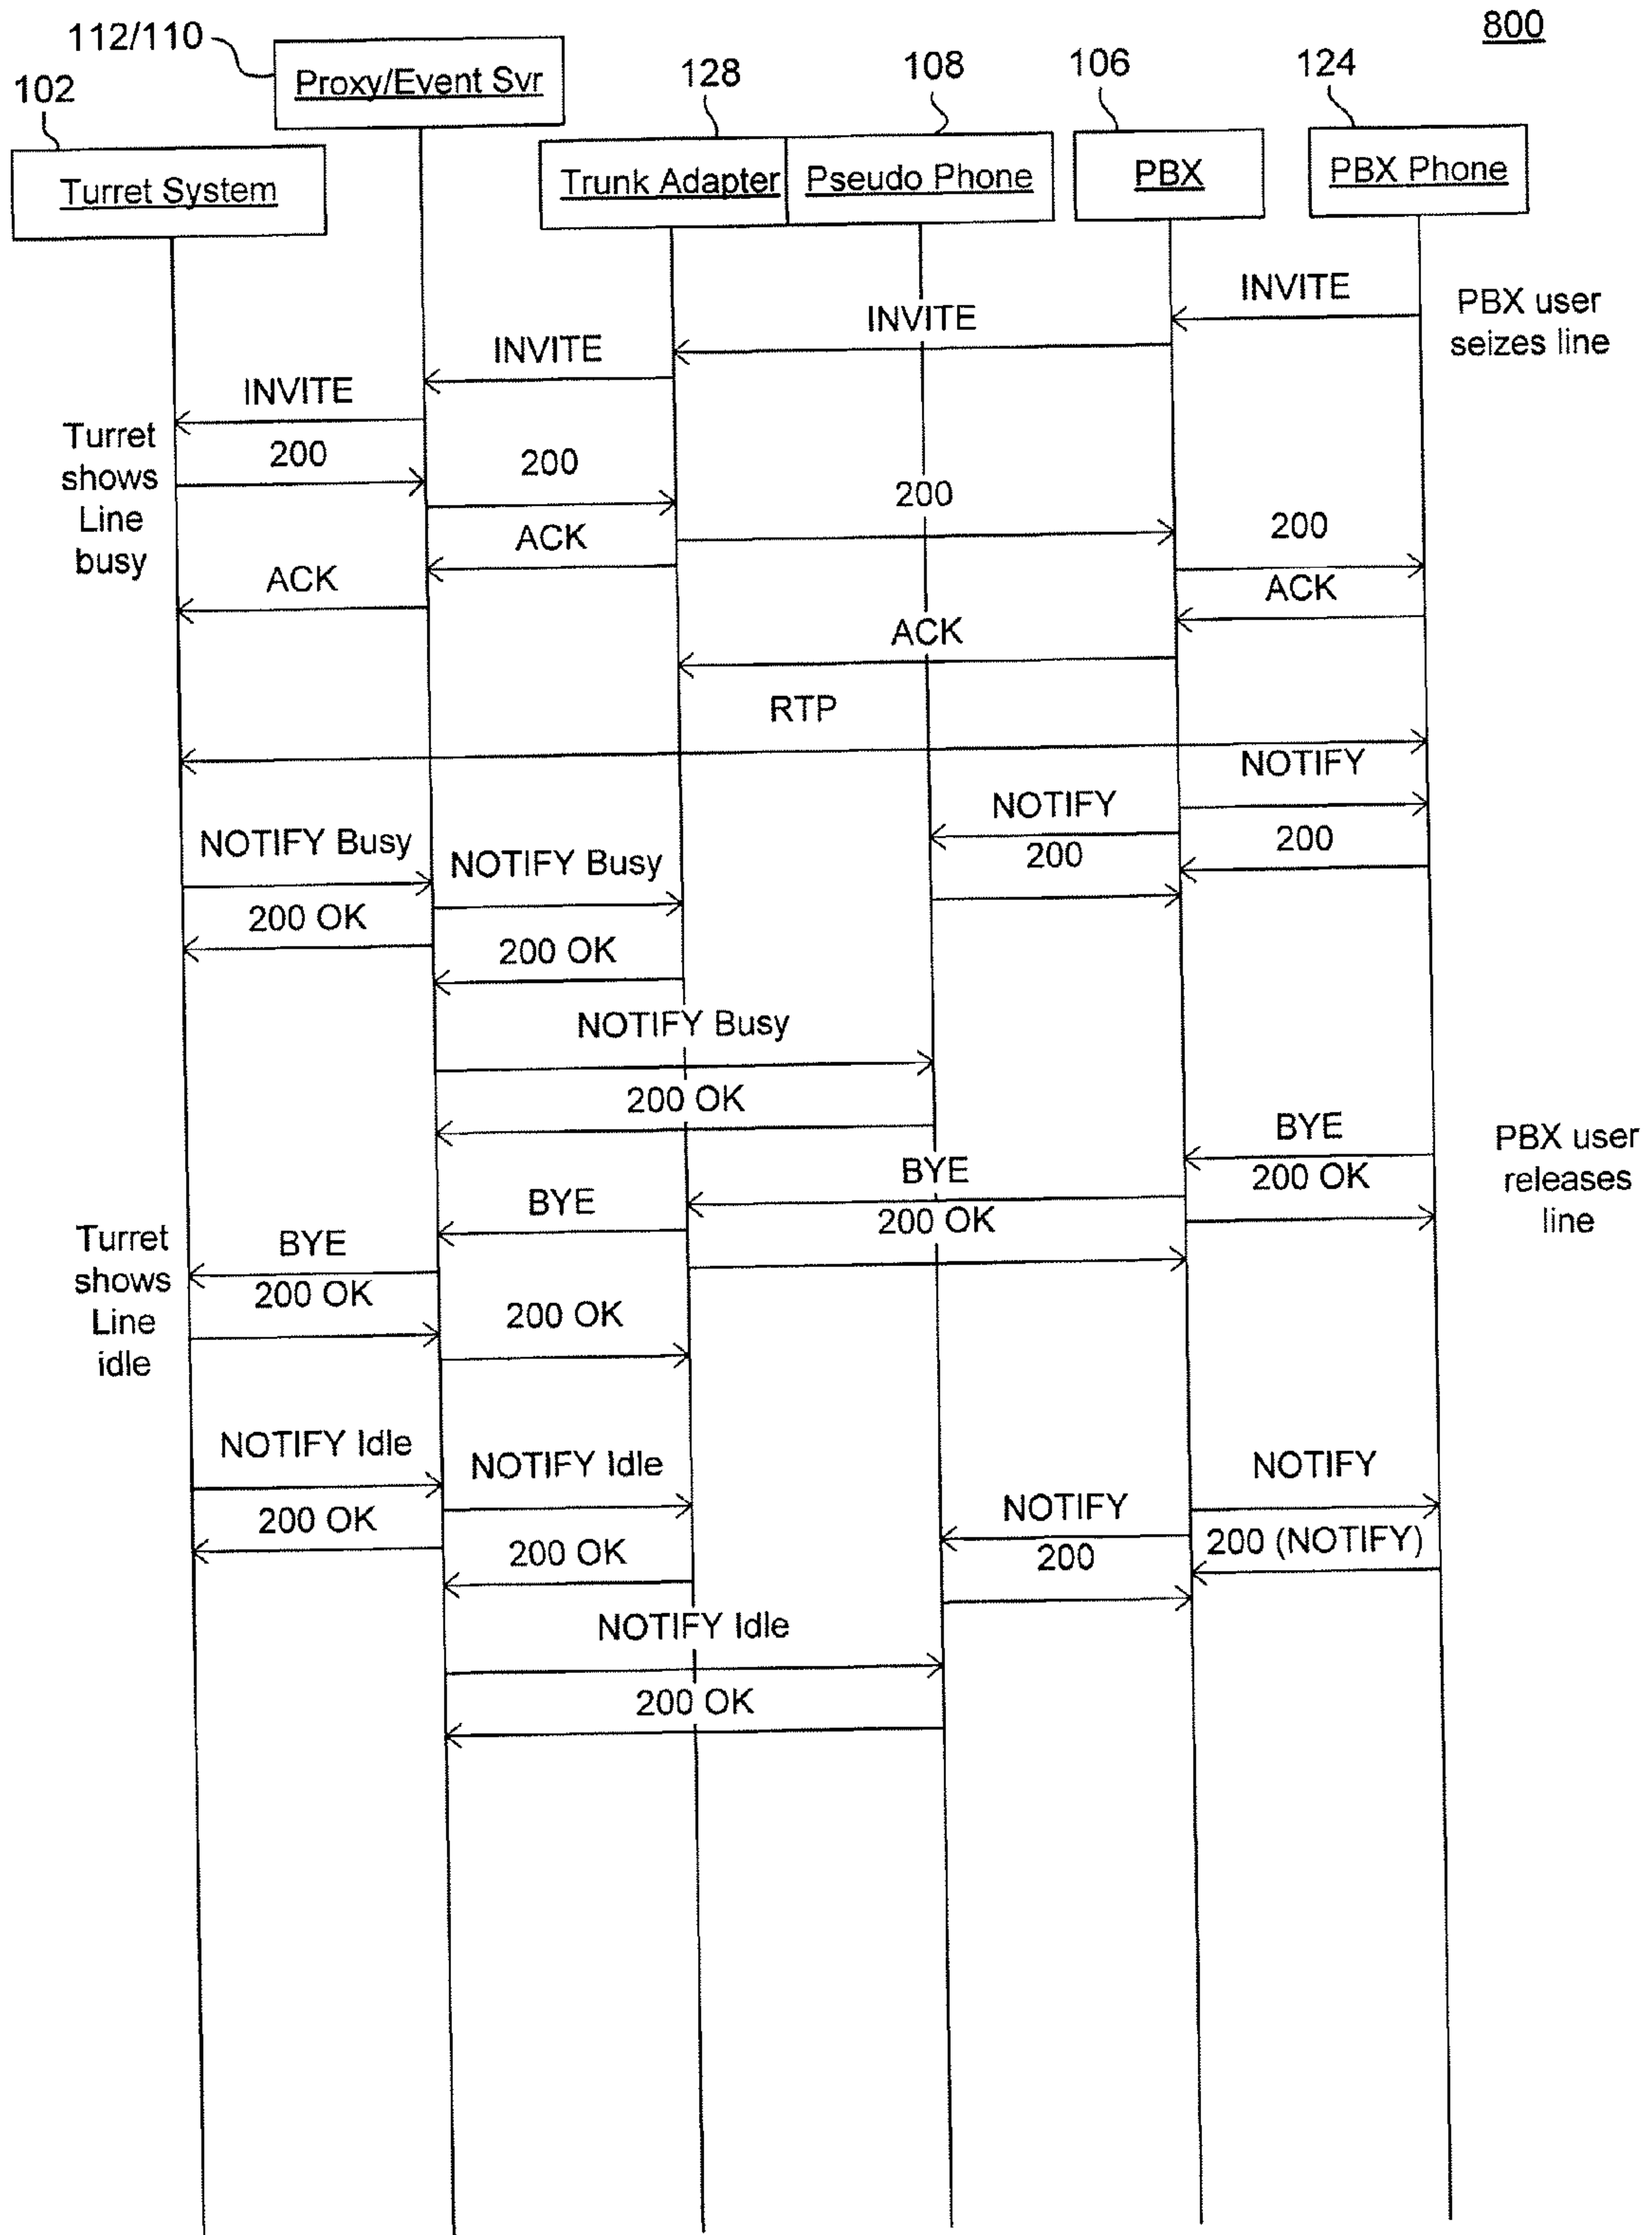 800
112/110
Proxy/Event Svr
102
128
108
106
124
Turret System
Trunk Adapter
Pseudo Phone
PBX
PBX Phone
INVITE
PBX user
seizes line
INVITE
INVITE
INVITE
Turret
shows
Line
busy
200
200
200
200
ACK
ACK
ACK
ACK
RTP
NOTIFY
NOTIFY
200
200
NOTIFY Busy
NOTIFY Busy
200 OK
200 OK
NOTIFY Busy
200 OK
BYE
200 OK
PBX user
releases
line
BYE
200 OK
BYE
BYE
Turret
shows
Line
idle
200 OK
200 OK
NOTIFY Idle
NOTIFY Idle
NOTIFY
NOTIFY
200 OK
200 OK
200
200 (NOTIFY)
NOTIFY Idle
200 OK